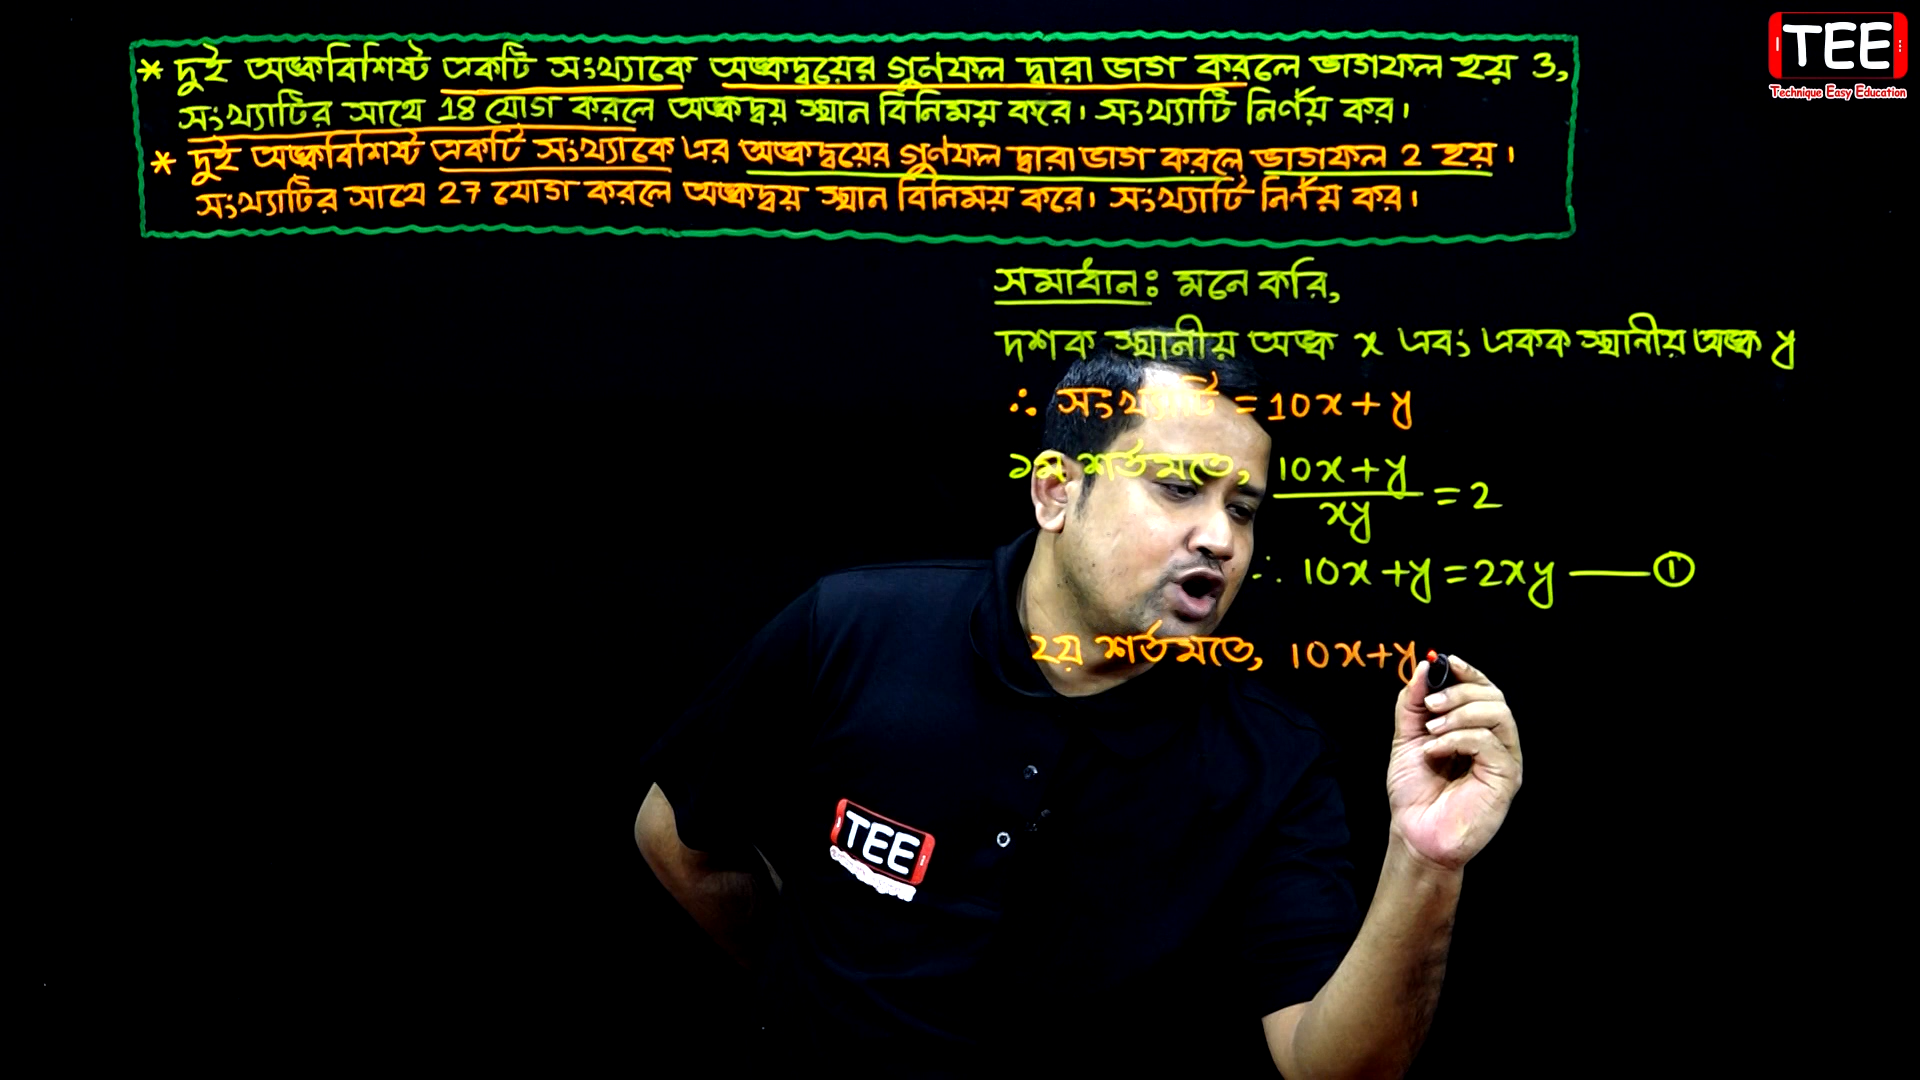 TEE
Technique Easy Education
* দুই অঙ্কবিশিষ্ট একটি সংখ্যাকে অঙ্কদ্বয়ের গুণফল দ্বারা ভাগ করলে ভাগফল হয় 3,
সংখ্যাটির সাথে 18 যোগ করলে অঙ্কদ্বয় স্থান বিনিময় করে। সংখ্যাটি নির্ণয় কর।
* দুই অঙ্কবিশিষ্ট একটি সংখ্যাকে এর অঙ্কদ্বয়ের গুণফল দ্বারা ভাগ করলে ভাগফল 2 হয়।
সংখ্যাটির সাথে 27 যোগ করলে অঙ্কদ্বয় স্থান বিনিময় করে। সংখ্যাটি নির্ণয় কর।
সমাধানঃ মনে করি,
দশক স্থানীয় অঙ্ক x এবং একক স্থানীয় অঙ্ক y
∴ সংখ্যাটি = 10x + y
১ম শর্তমতে, 10x + y / xy = 2
∴ 10x + y = 2xy —— ①
২য় শর্তমতে, 10x + y
TEE